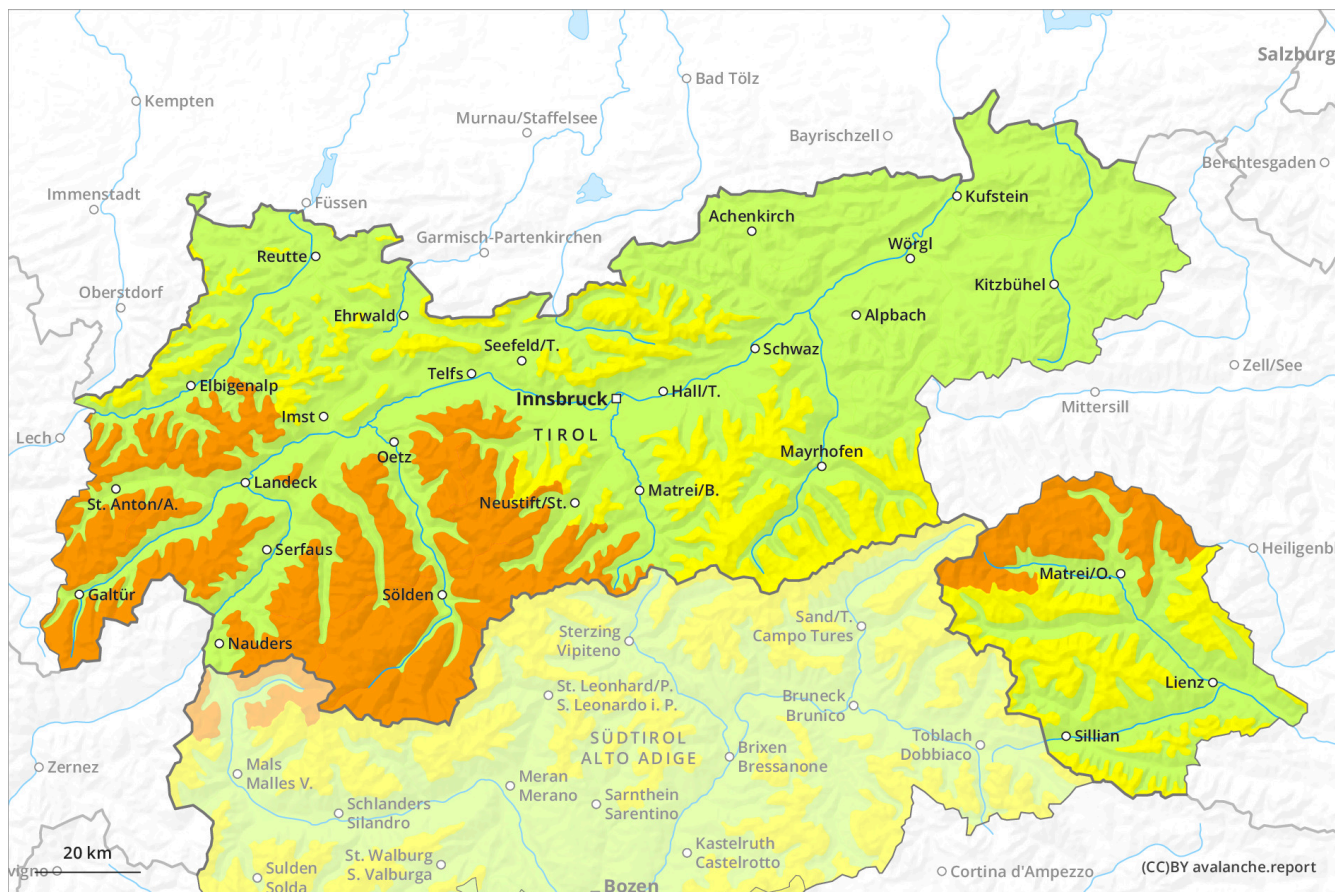 Salzburg
Bad Tölz
Kempten
Murnau/Staffelsee
Bayrischzell
Berchtesgaden
Immenstadt
Füssen
Kufstein
Achenkirch
Garmisch-Partenkirchen
Wörgl
Reutte
Kitzbühel
Oberstdorf
Ehrwald
Alpbach
Seefeld/T.
Schwaz
Zell/See
Telfs
Elbigenalp
Hall/T.
Innsbruck
Mittersill
Imst
Lech
TIROL
Oetz
Mayrhofen
Landeck
Matrei/B.
St. Anton/A.
Neustift/St.
Serfaus
Heiligenb
Matrei/O.
Galtür
Sölden
Sand/T.
Campo Tures
Sterzing
Vipiteno
Nauders
Lienz
St. Leonhard/P.
S. Leonardo i. P.
Bruneck
Brunico
SÜDTIROL
ALTO ADIGE
Toblach
Dobbiaco
Sillian
Brixen
Bressanone
Zernez
Mals
Malles V.
Meran
Merano
Sarnthein
Sarentino
Schlanders
Silandro
20 km
Kastelruth
Castelrotto
St. Walburg
S. Valburga
vigno
Sulden
Solda
Cortina d'Ampezzo
(CC)BY avalanche.report
Bozen